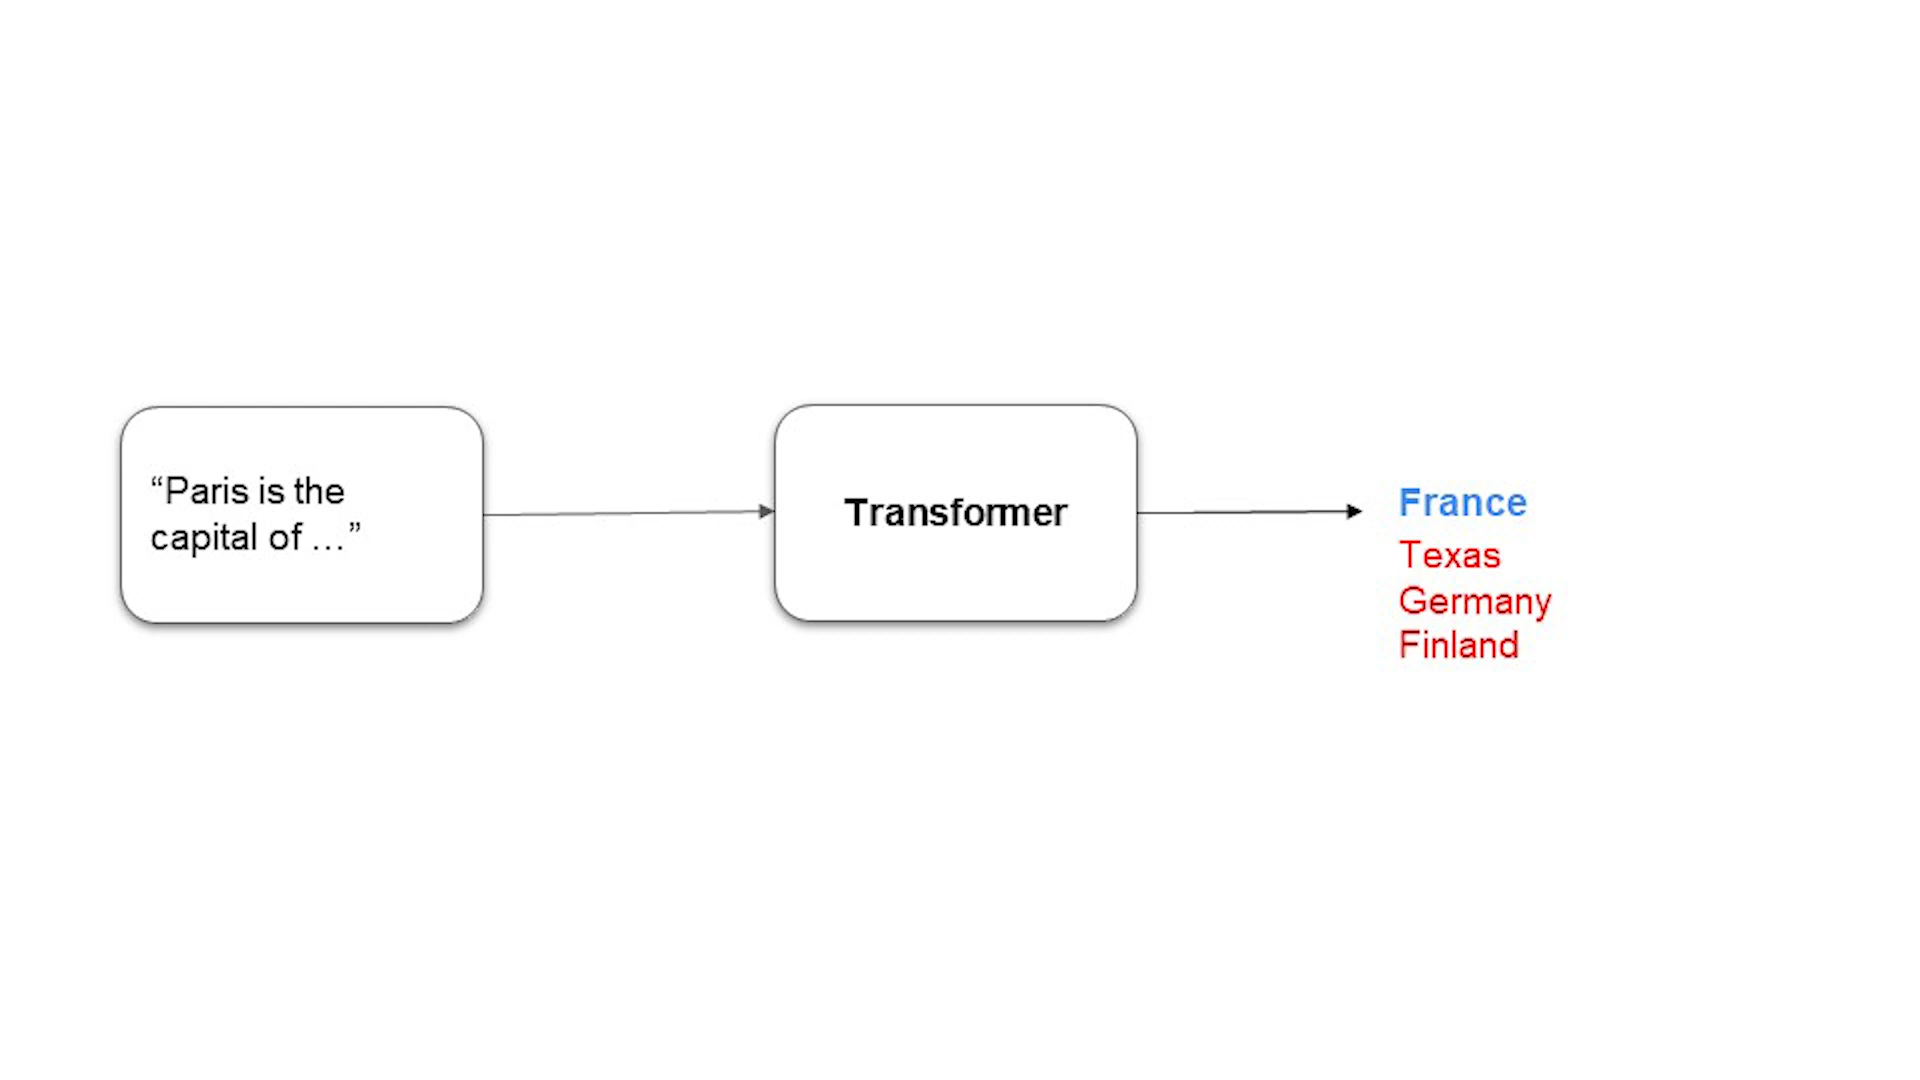 “Paris is the
capital of …”
Transformer
France
Texas
Germany
Finland